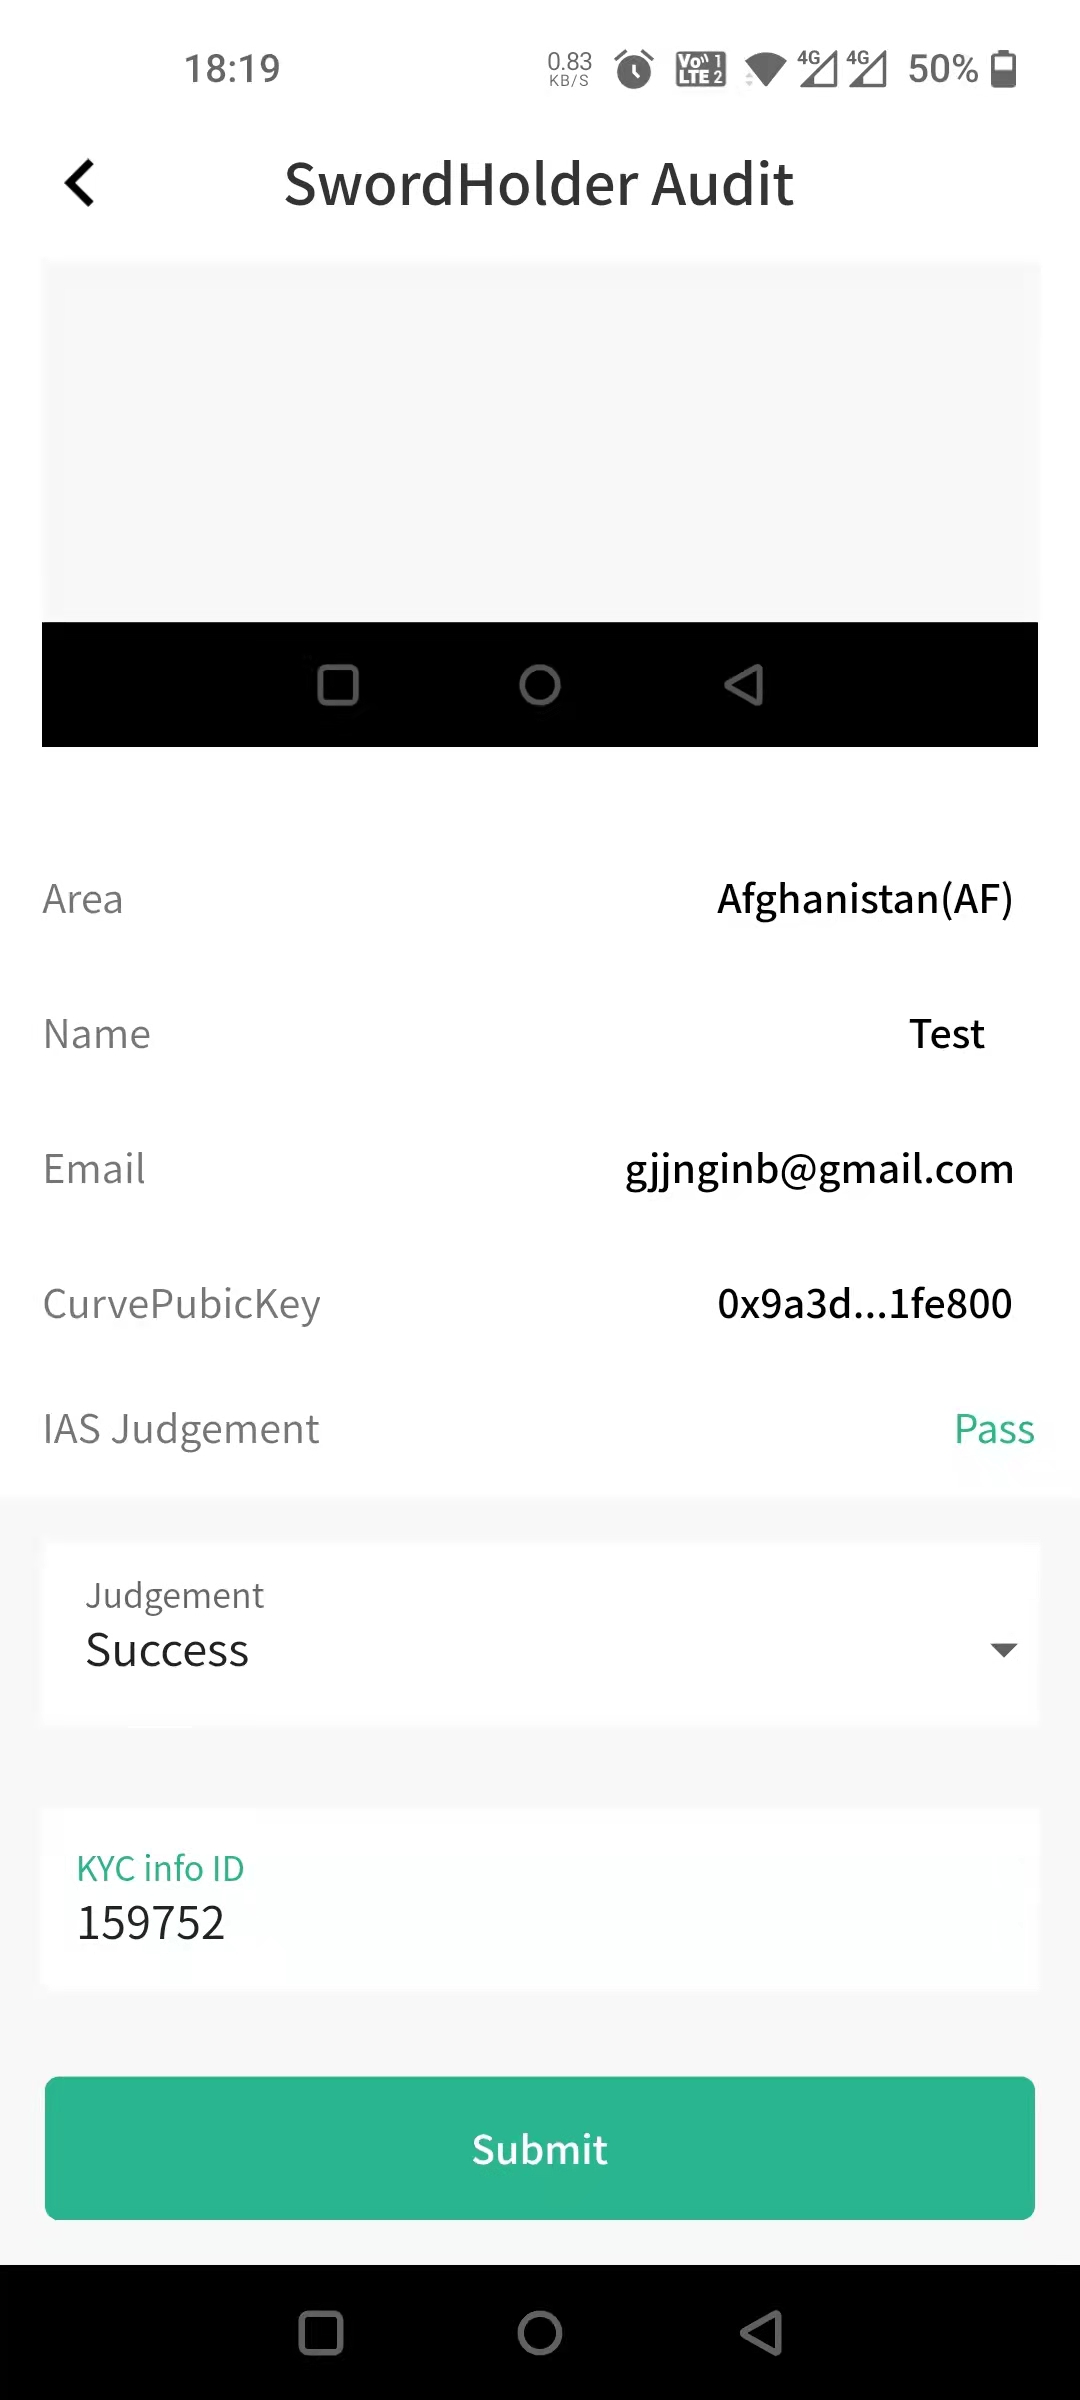 18:19
0.83
KB/S
Vo 1
LTE 2
4G
4G
50%
SwordHolder Audit
Area
Afghanistan(AF)
Name
Test
Email
gjjnginb@gmail.com
CurvePubicKey
0x9a3d...1fe800
IAS Judgement
Pass
Judgement
Success
KYC info ID
159752
Submit